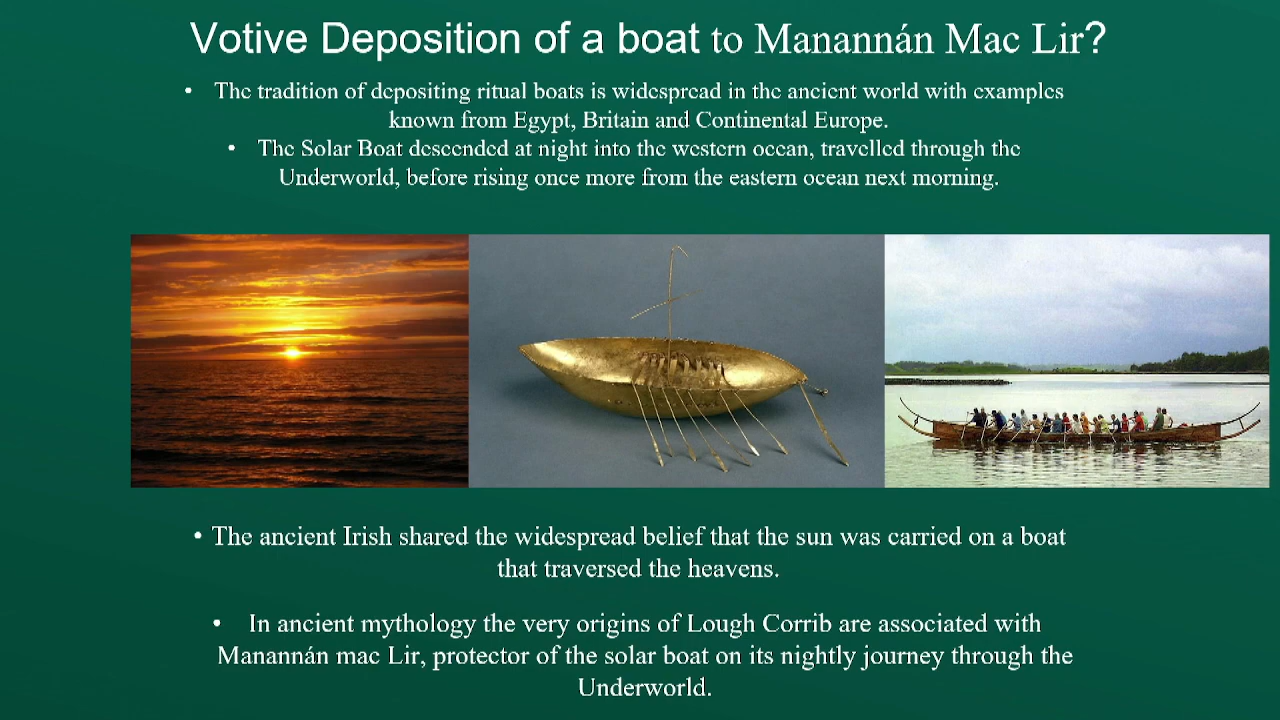 Votive Deposition of a boat to Manannán Mac Lir?
• The tradition of depositing ritual boats is widespread in the ancient world with examples
known from Egypt, Britain and Continental Europe.
• The Solar Boat descended at night into the western ocean, travelled through the
Underworld, before rising once more from the eastern ocean next morning.
• The ancient Irish shared the widespread belief that the sun was carried on a boat
that traversed the heavens.
• In ancient mythology the very origins of Lough Corrib are associated with
Manannán mac Lir, protector of the solar boat on its nightly journey through the
Underworld.